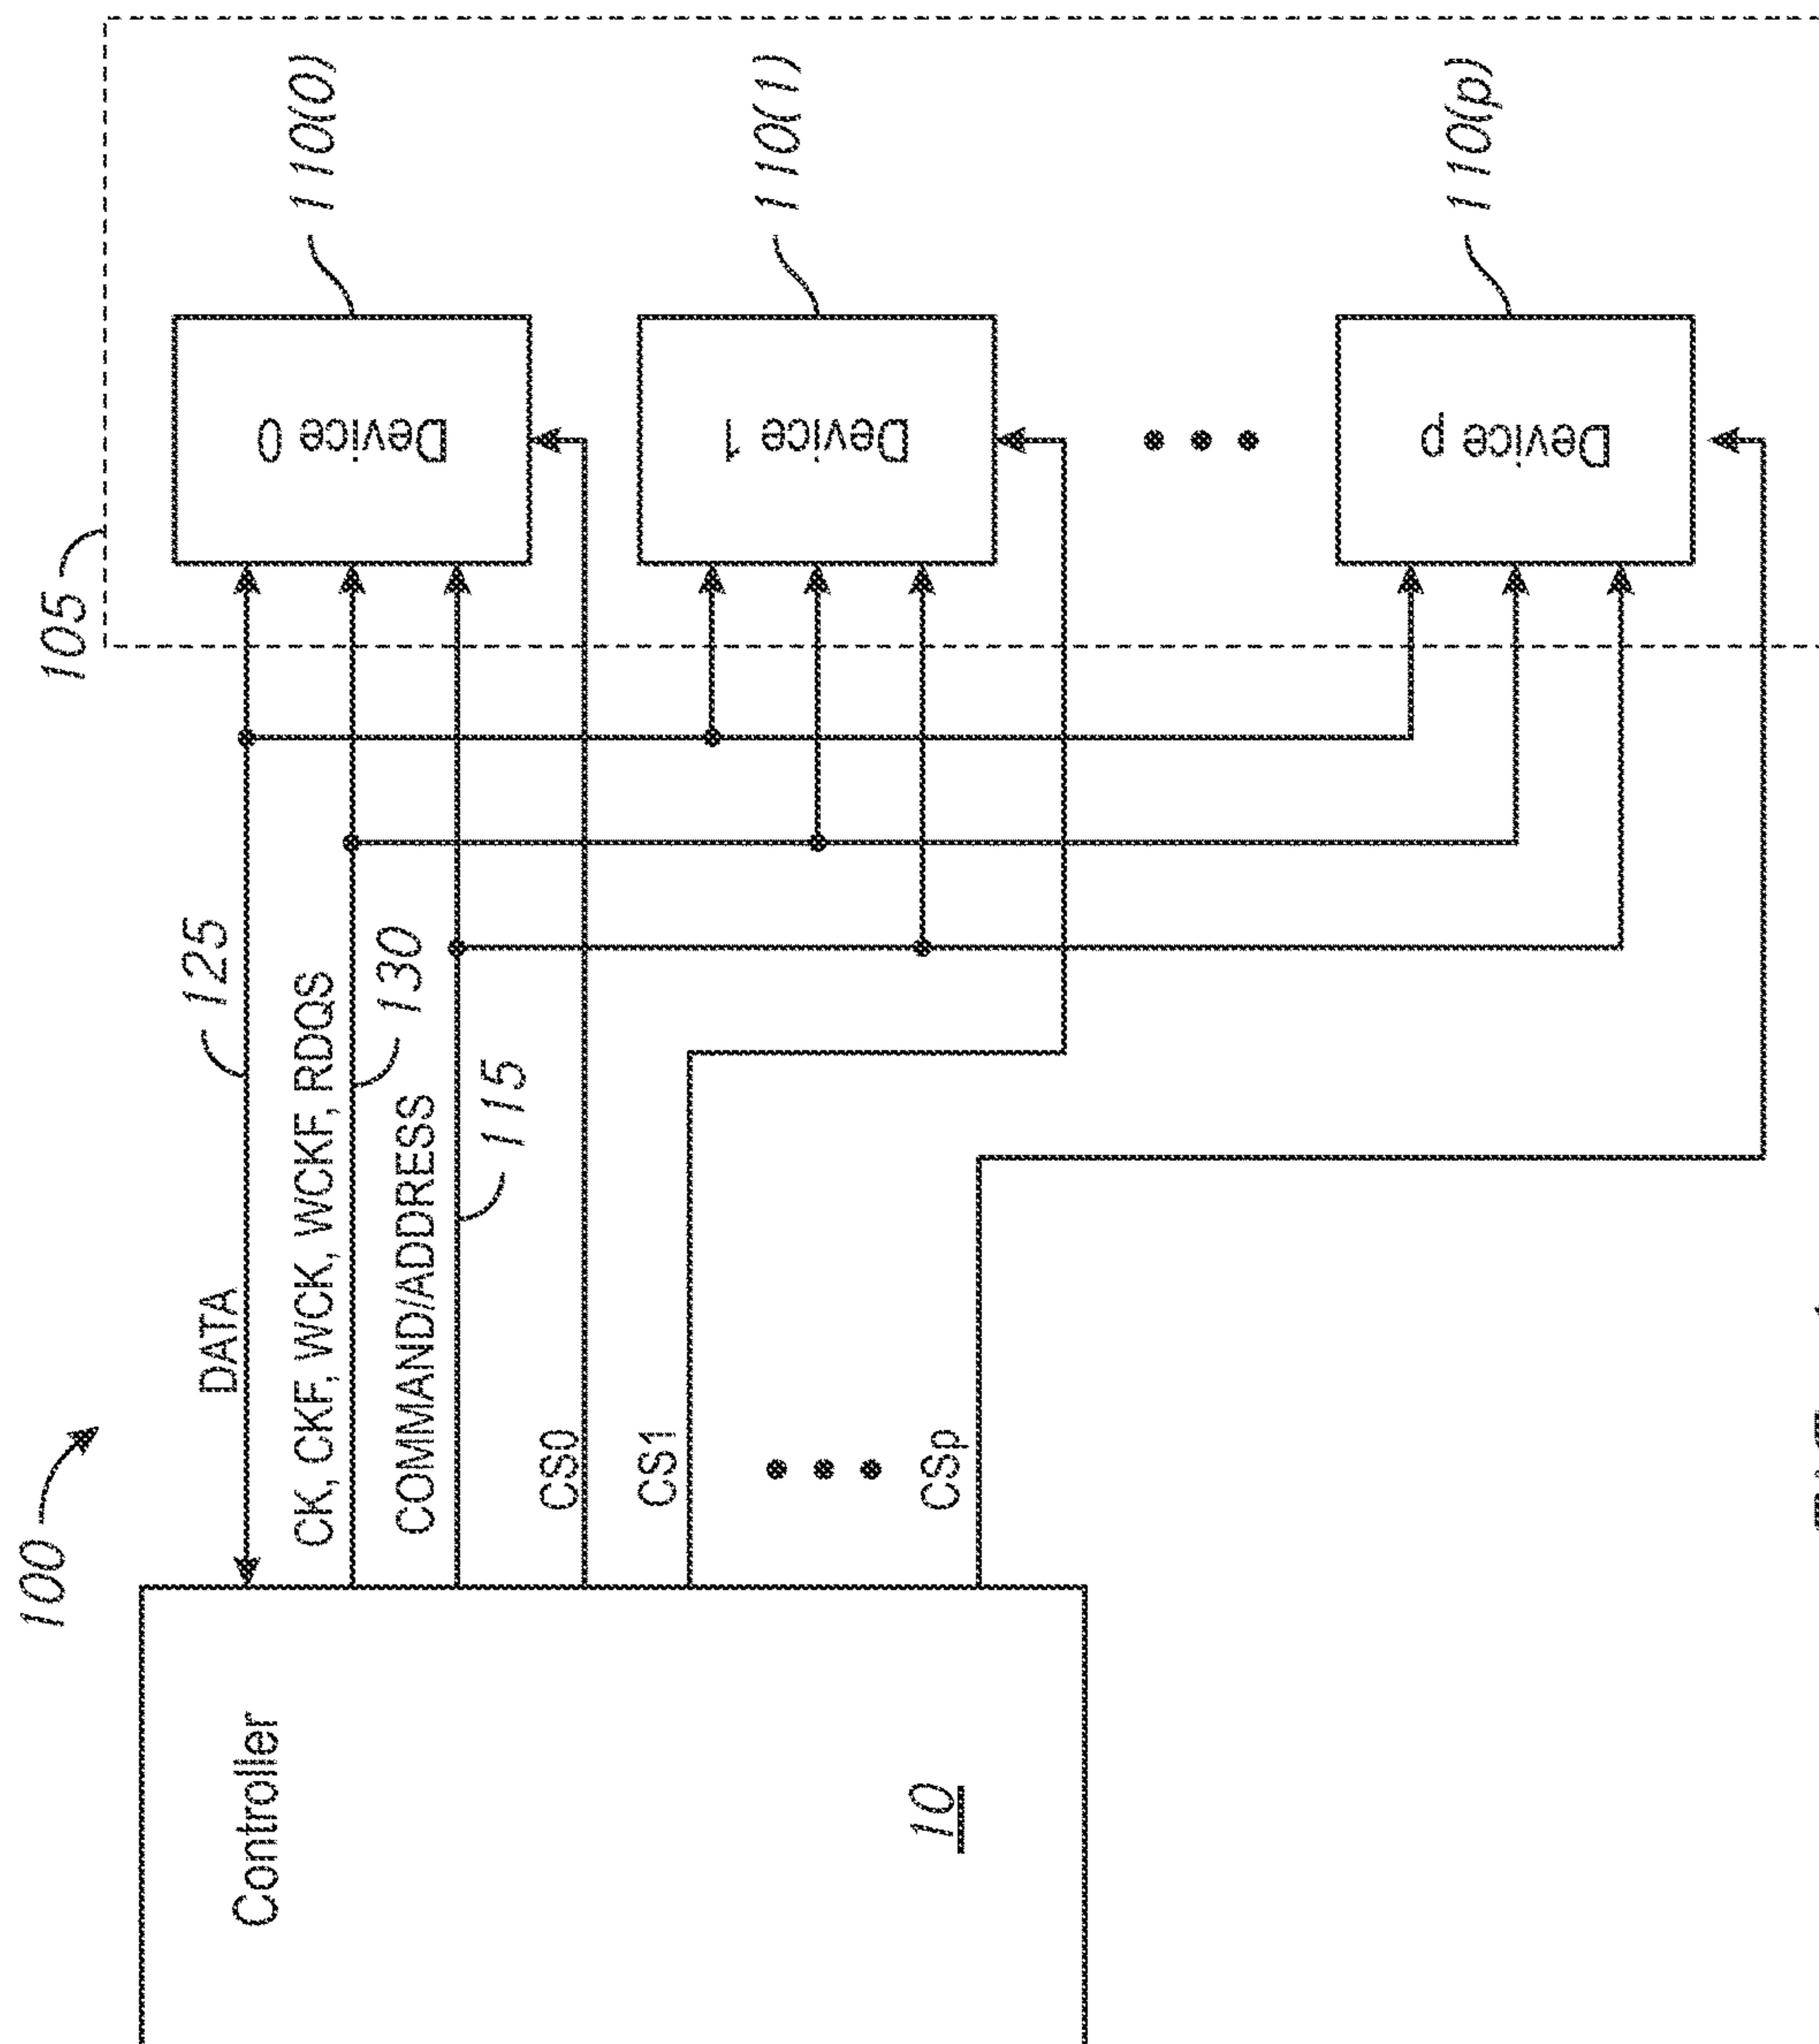 100
105
Controller
10
DATA
125
CK, CKF, WCK, WCKF, RDQS
130
COMMAND/ADDRESS
115
CS0
CS1
CSp
Device 0
110(0)
Device 1
110(1)
Device p
110(p)